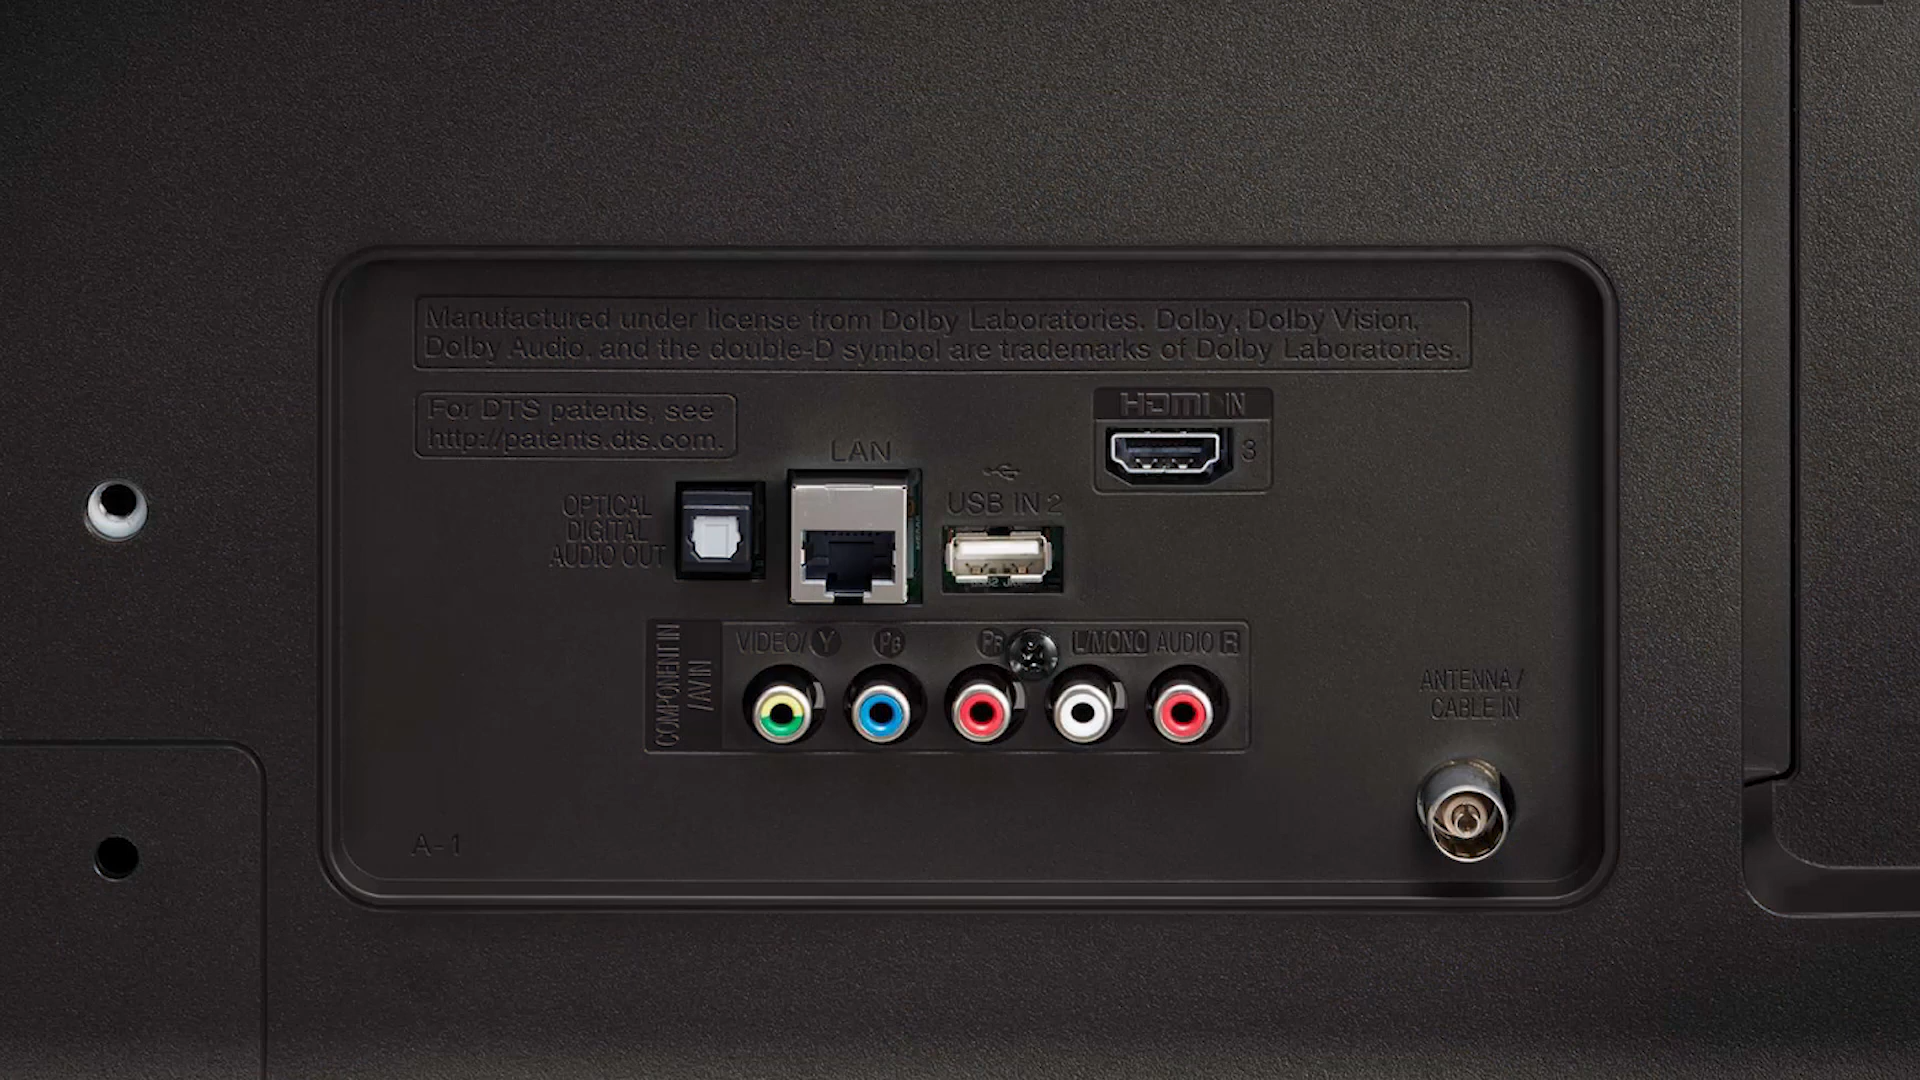 Manufactured under license from Dolby Laboratories. Dolby, Dolby Vision,
Dolby Audio, and the double-D symbol are trademarks of Dolby Laboratories.
For DTS patents, see
http://patents.dts.com.
HDMI IN
3
LAN
USB IN 2
OPTICAL
DIGITAL
AUDIO OUT
COMPONENT IN
/AV IN
VIDEO/Y PB PR L/MONO AUDIO R
ANTENNA /
CABLE IN
A-1